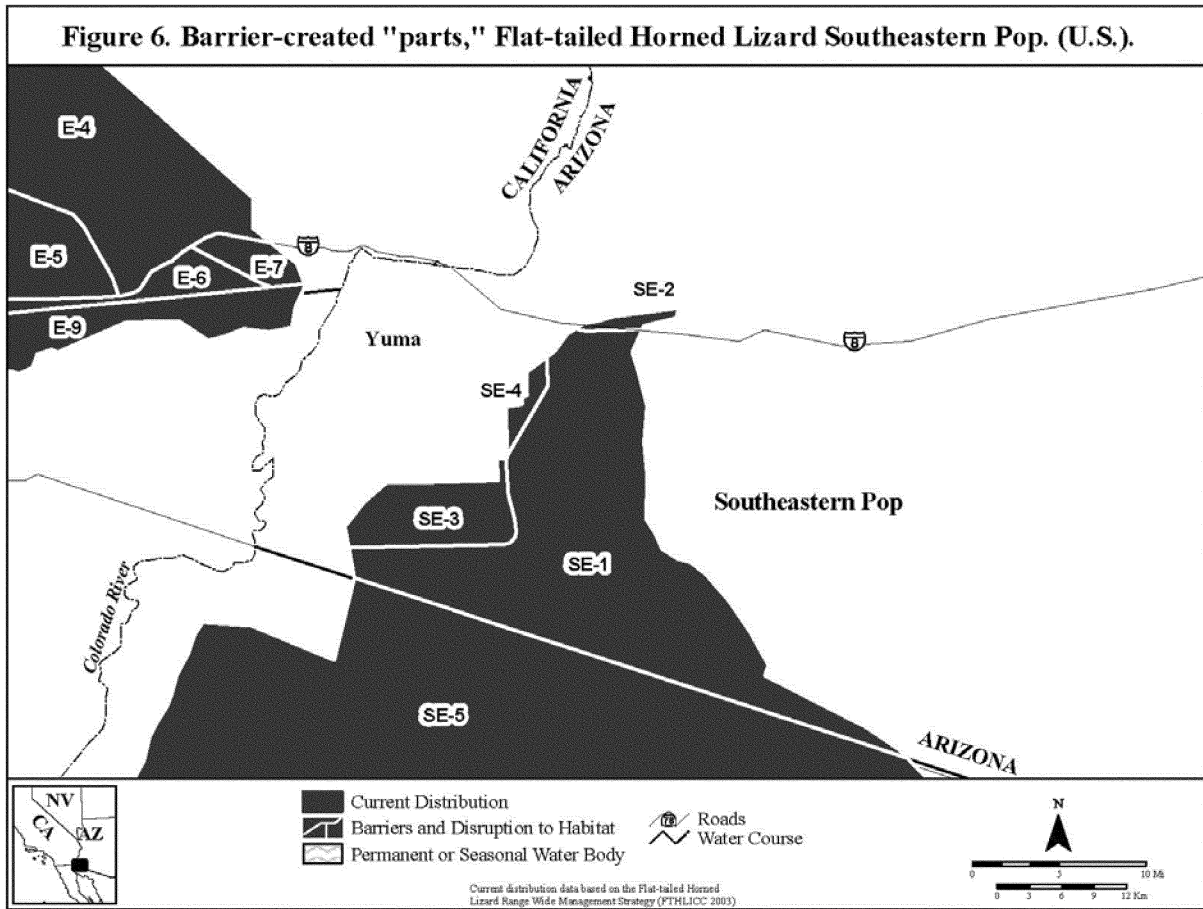 Figure 6. Barrier-created "parts," Flat-tailed Horned Lizard Southeastern Pop. (U.S.).
CALIFORNIA
ARIZONA
E-4
E-5
E-6
E-7
8
E-9
SE-2
Yuma
8
SE-4
Southeastern Pop
SE-3
SE-1
Colorado River
SE-5
ARIZONA
NV
CA
AZ
Current Distribution
Barriers and Disruption to Habitat
Permanent or Seasonal Water Body
Roads
Water Course
Current distribution data based on the Flat-tailed Horned
Lizard Range Wide Management Strategy (FTHLICC 2003)
N
0 5 10 Mi
0 3 6 9 12 Km